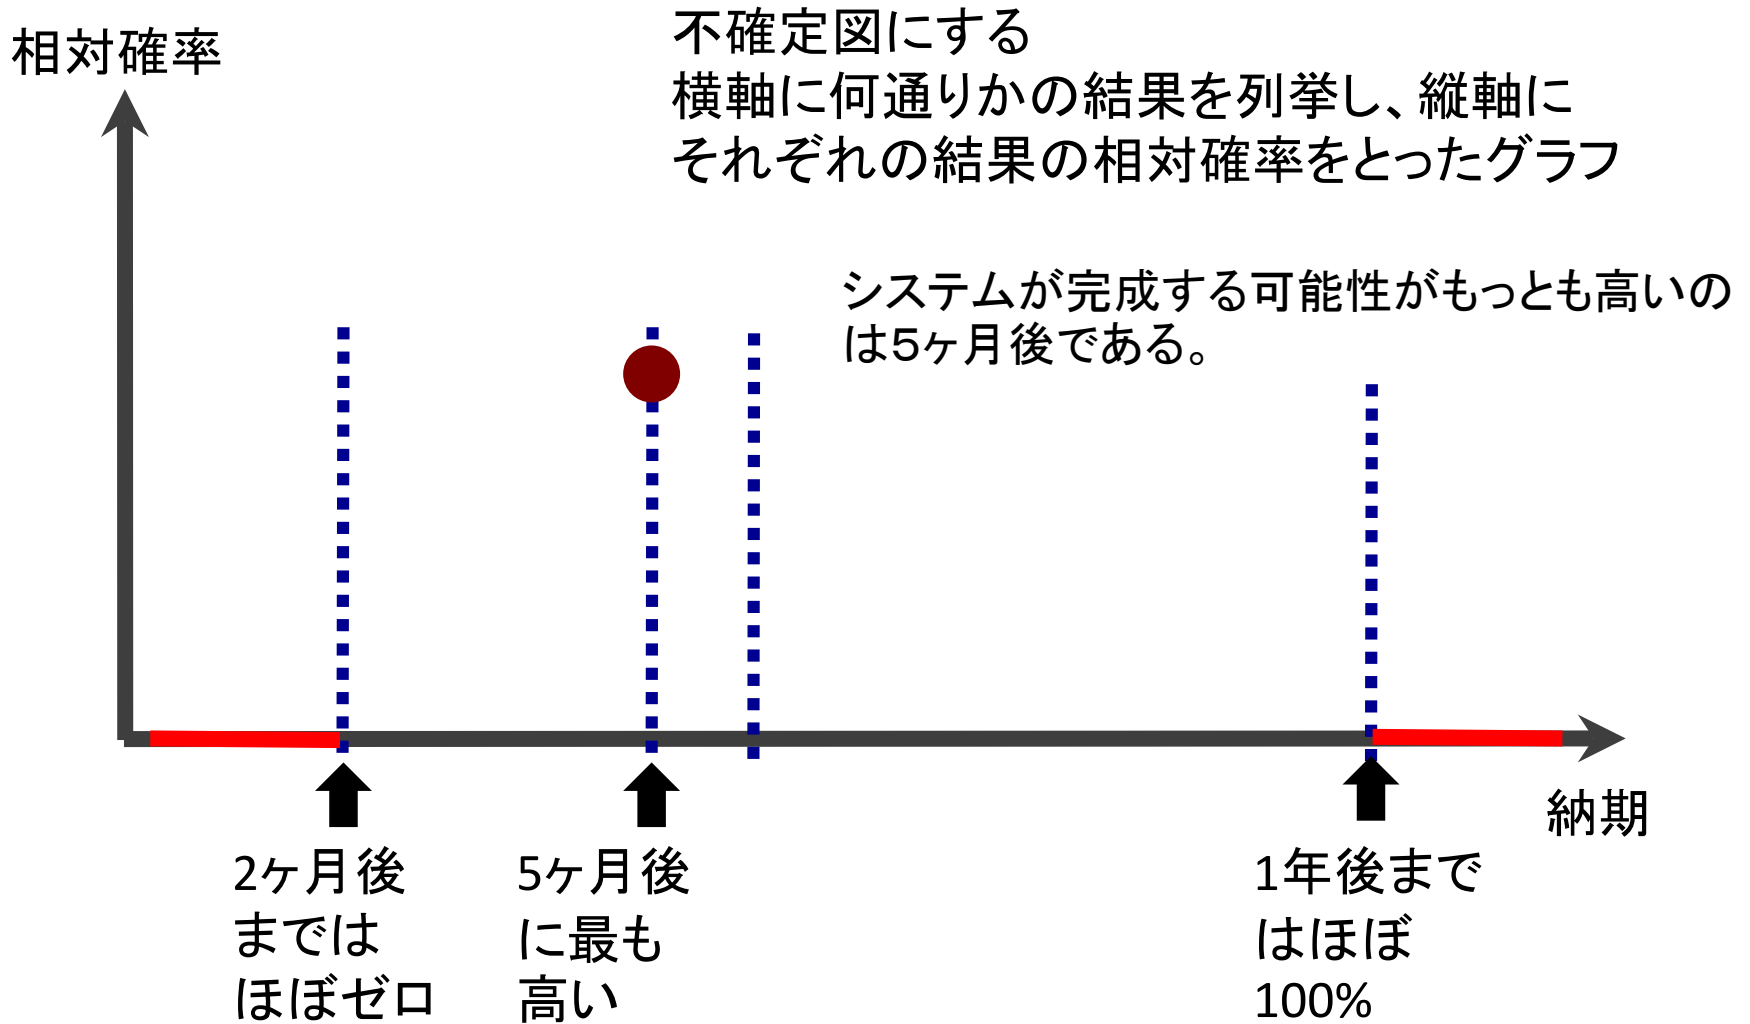 相対確率
不確定図にする
横軸に何通りかの結果を列挙し、縦軸に
それぞれの結果の相対確率をとったグラフ
システムが完成する可能性がもっとも高いの
は５ヶ月後である。
納期
2ヶ月後
までは
ほぼゼロ
5ヶ月後
に最も
高い
1年後まで
はほぼ
100%